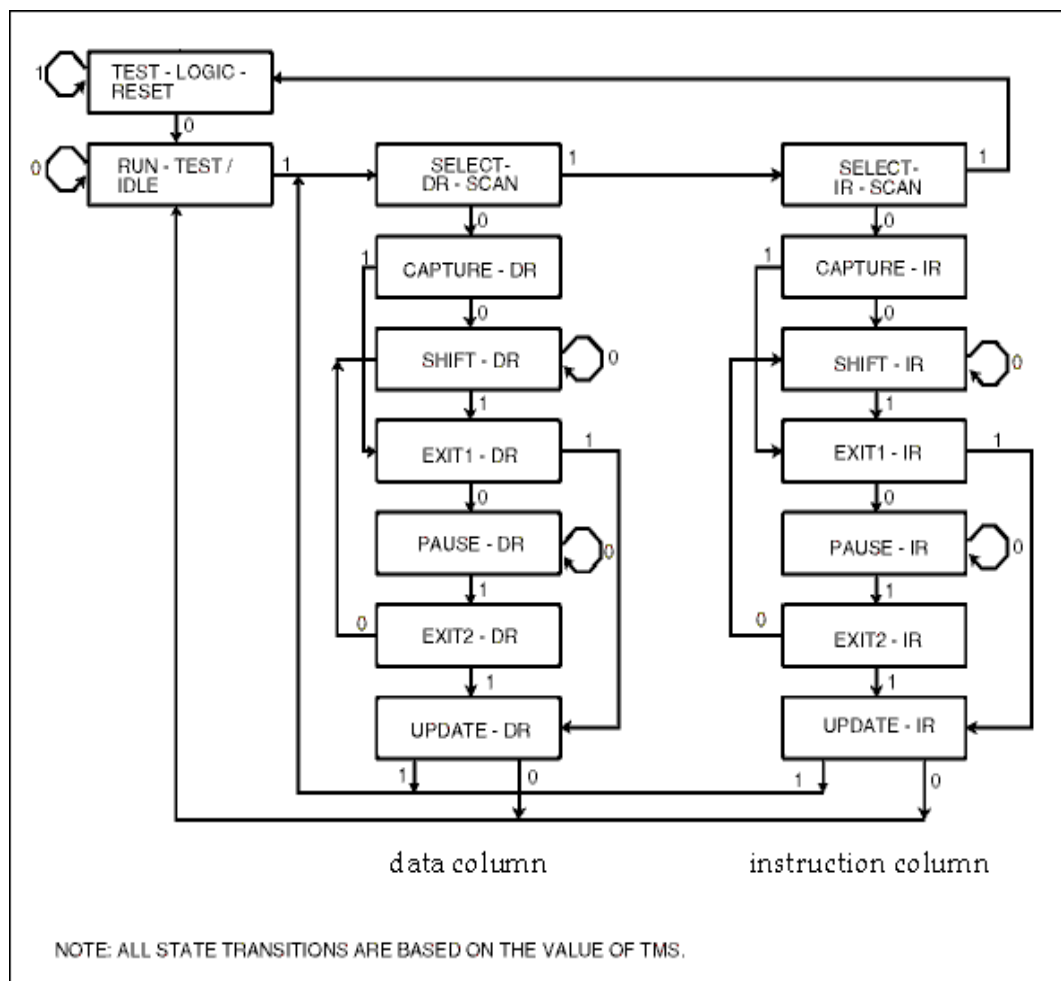 1
TEST - LOGIC -
RESET
0
0
RUN - TEST /
IDLE
1
SELECT-
DR - SCAN
1
SELECT-
IR - SCAN
1
0
0
1
CAPTURE - DR
1
CAPTURE - IR
0
0
SHIFT - DR
0
SHIFT - IR
0
1
1
EXIT1 - DR
1
EXIT1 - IR
1
0
0
PAUSE - DR
0
PAUSE - IR
0
1
1
0
EXIT2 - DR
0
EXIT2 - IR
1
1
UPDATE - DR
UPDATE - IR
1
0
1
0
data column
instruction column
NOTE: ALL STATE TRANSITIONS ARE BASED ON THE VALUE OF TMS.